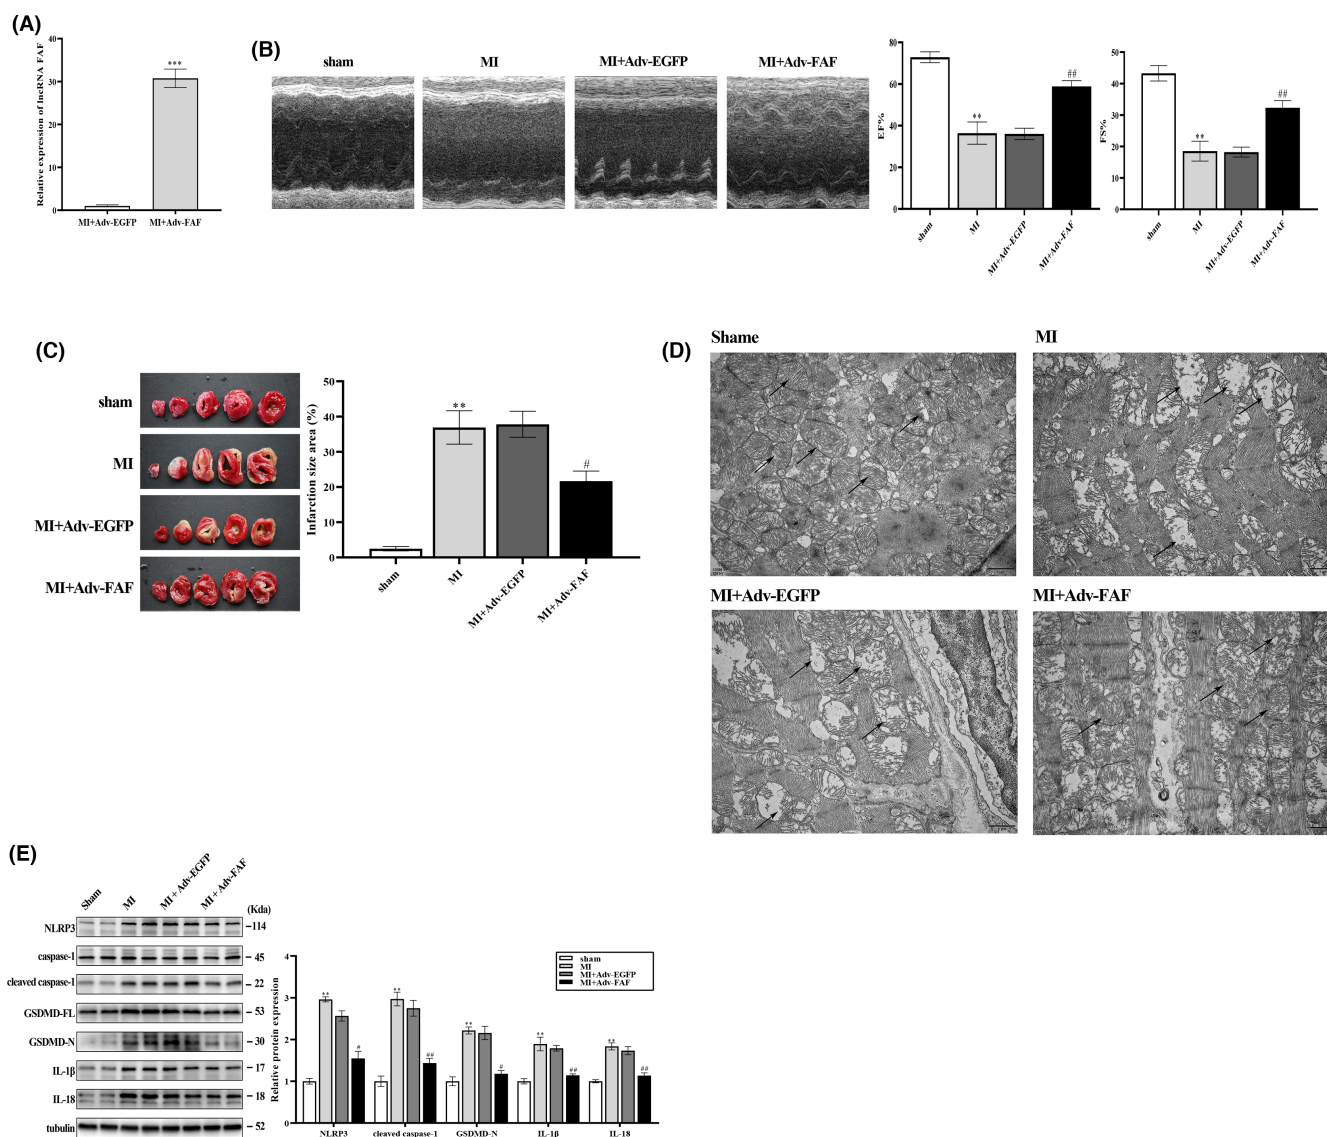 (A)
Relative expression of lncRNA FAF
40
30
20
10
0
***
MI+Adv-EGFP
MI+Adv-FAF
(B)
sham
MI
MI+Adv-EGFP
MI+Adv-FAF
EF%
80
60
40
20
0
**
##
sham
MI
MI+Adv-EGFP
MI+Adv-FAF
FS%
50
40
30
20
10
0
**
##
sham
MI
MI+Adv-EGFP
MI+Adv-FAF
(C)
sham
MI
MI+Adv-EGFP
MI+Adv-FAF
Infarction size area (%)
50
40
30
20
10
0
**
#
sham
MI
MI+Adv-EGFP
MI+Adv-FAF
(D)
Shame
MI
MI+Adv-EGFP
MI+Adv-FAF
(E)
Sham
MI
MI + Adv-EGFP
MI + Adv-FAF
(Kda)
NLRP3
-114
caspase-1
- 45
cleaved caspase-1
- 22
GSDMD-FL
- 53
GSDMD-N
-30
IL-1β
- 17
IL-18
- 18
tubulin
- 52
Relative protein expression
4
3
2
1
0
sham
MI
MI+Adv-EGFP
MI+Adv-FAF
**
#
**
##
**
#
**
##
**
##
NLRP3
cleaved caspase-1
GSDMD-N
IL-1β
IL-18